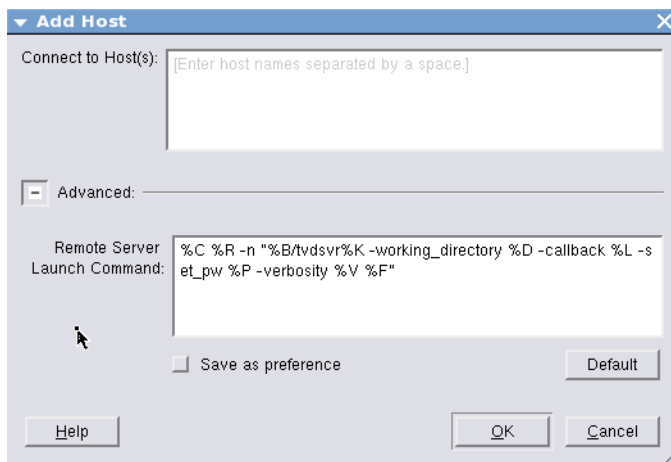 Add Host
Connect to Host(s):
[Enter host names separated by a space.]
Advanced:
Remote Server
Launch Command:
%C %R -n "%B/tvdsvr%K -working_directory %D -callback %L -s
et_pw %P -verbosity %V %F"
Save as preference
Default
Help
OK
Cancel